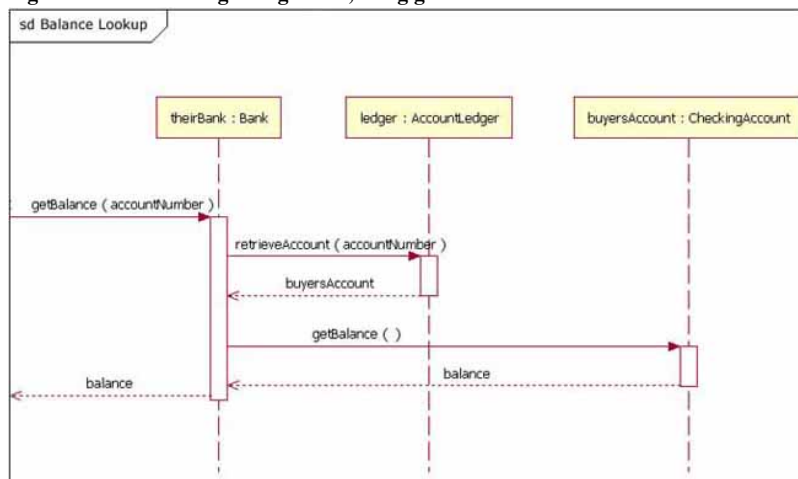 sd Balance Lookup
theirBank : Bank
ledger : AccountLedger
buyersAccount : CheckingAccount
getBalance ( accountNumber )
retrieveAccount ( accountNumber )
buyersAccount
getBalance ( )
balance
balance